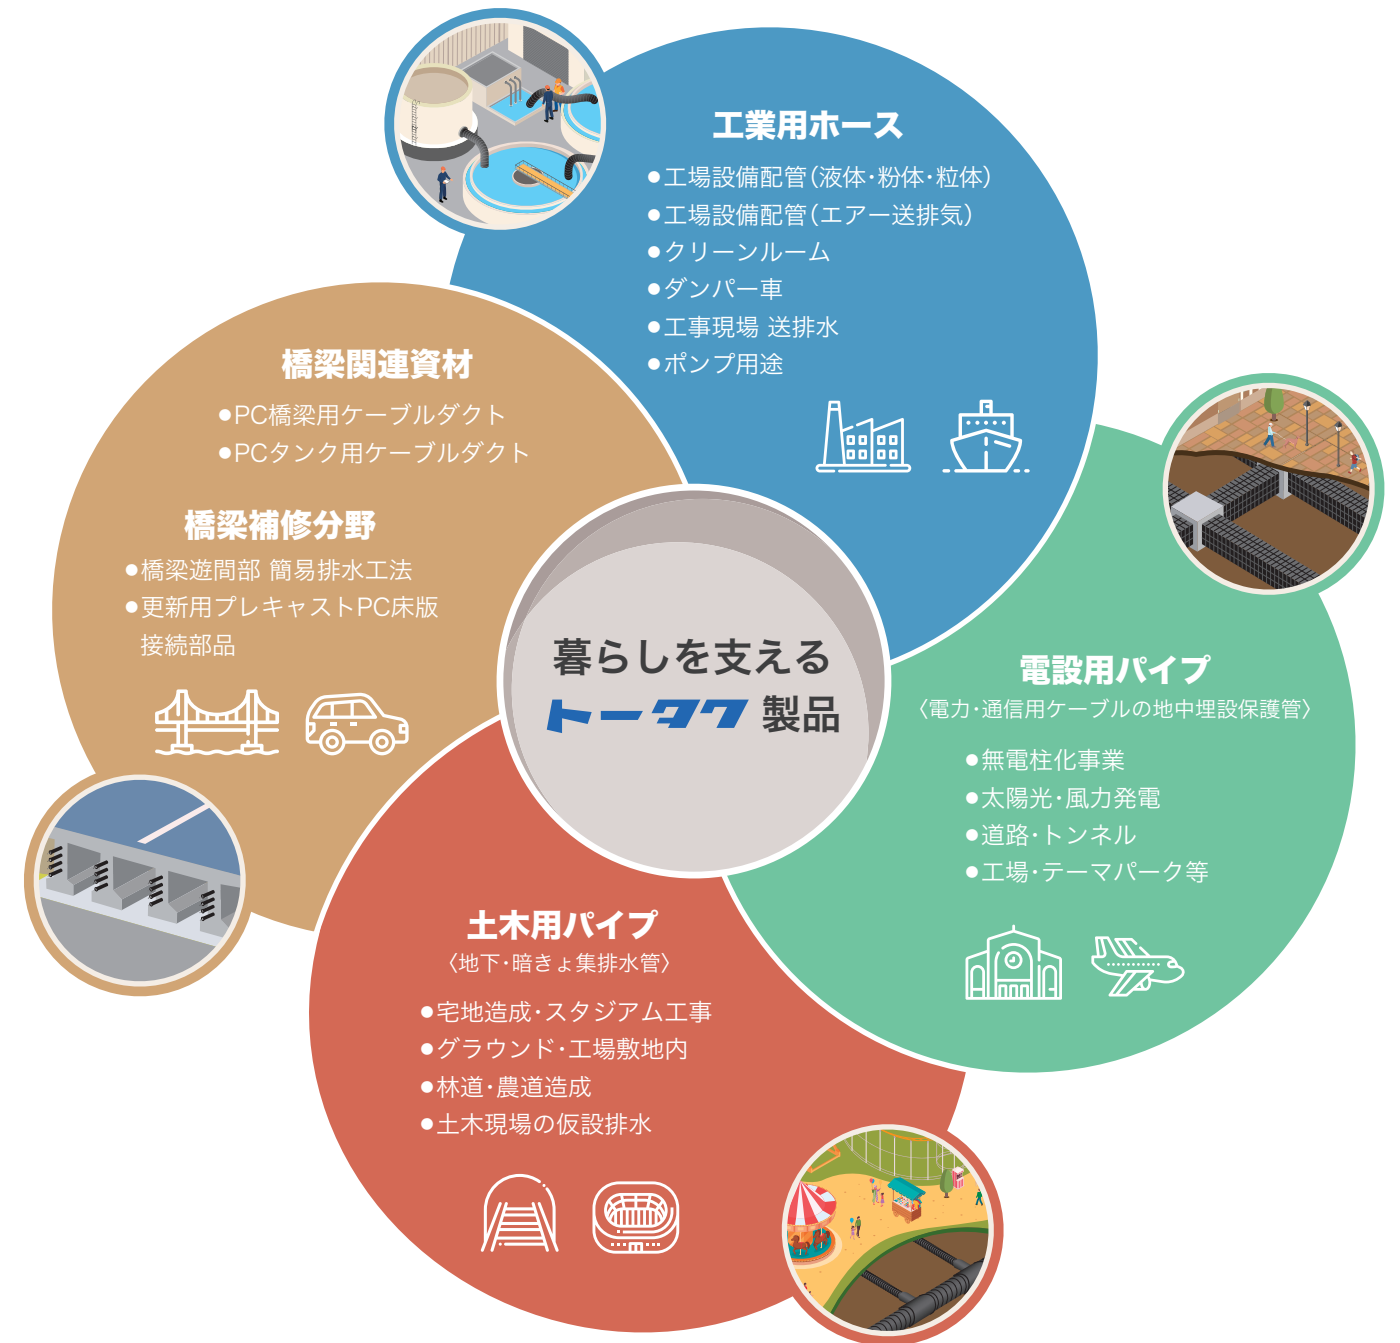 工業用ホース
●工場設備配管（液体･粉体･粒体）
●工場設備配管（エアー送排気）
●クリーンルーム
●ダンパー車
●工事現場 送排水
●ポンプ用途
橋梁関連資材
●PC橋梁用ケーブルダクト
●PCタンク用ケーブルダクト
橋梁補修分野
●橋梁遊間部 簡易排水工法
●更新用プレキャストPC床版
接続部品
暮らしを支える
トータク 製品
電設用パイプ
〈電力･通信用ケーブルの地中埋設保護管〉
●無電柱化事業
●太陽光･風力発電
●道路･トンネル
●工場･テーマパーク等
土木用パイプ
〈地下･暗きょ集排水管〉
●宅地造成･スタジアム工事
●グラウンド･工場敷地内
●林道･農道造成
●土木現場の仮設排水